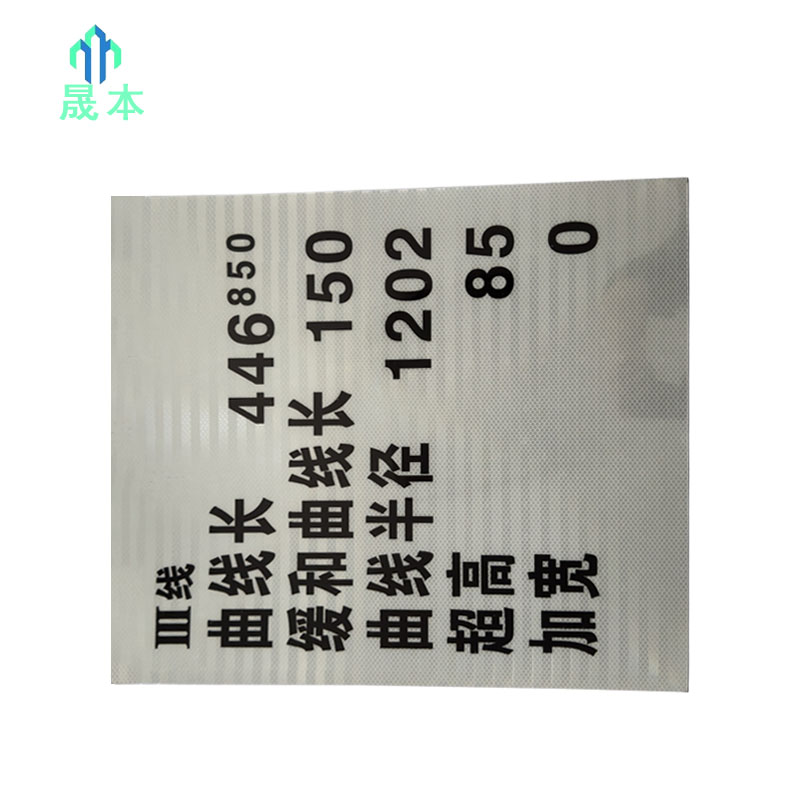 晟本
III线
曲线长 446⁸⁵⁰
缓和曲线长 150
曲线半径 1202
超高 85
加宽 0